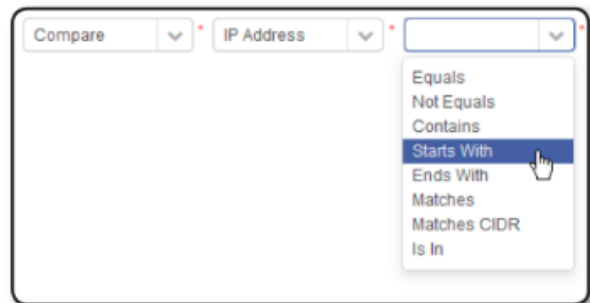 Compare * IP Address * *
Equals
Not Equals
Contains
Starts With
Ends With
Matches
Matches CIDR
Is In